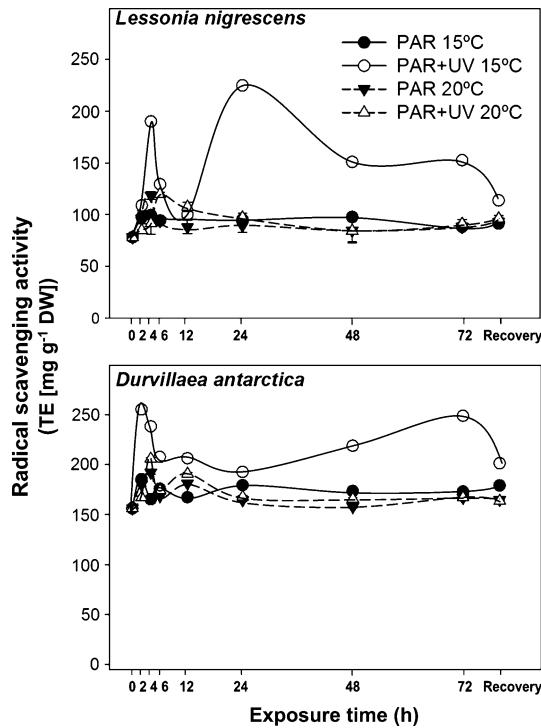 Lessonia nigrescens
PAR 15ºC
PAR+UV 15ºC
PAR 20ºC
PAR+UV 20ºC
250
200
150
100
50
0
0 2 4 6 12 24 48 72 Recovery
Durvillaea antarctica
250
200
150
100
50
0
0 2 4 6 12 24 48 72 Recovery
Exposure time (h)
Radical scavenging activity
(TE [mg g⁻¹ DW])